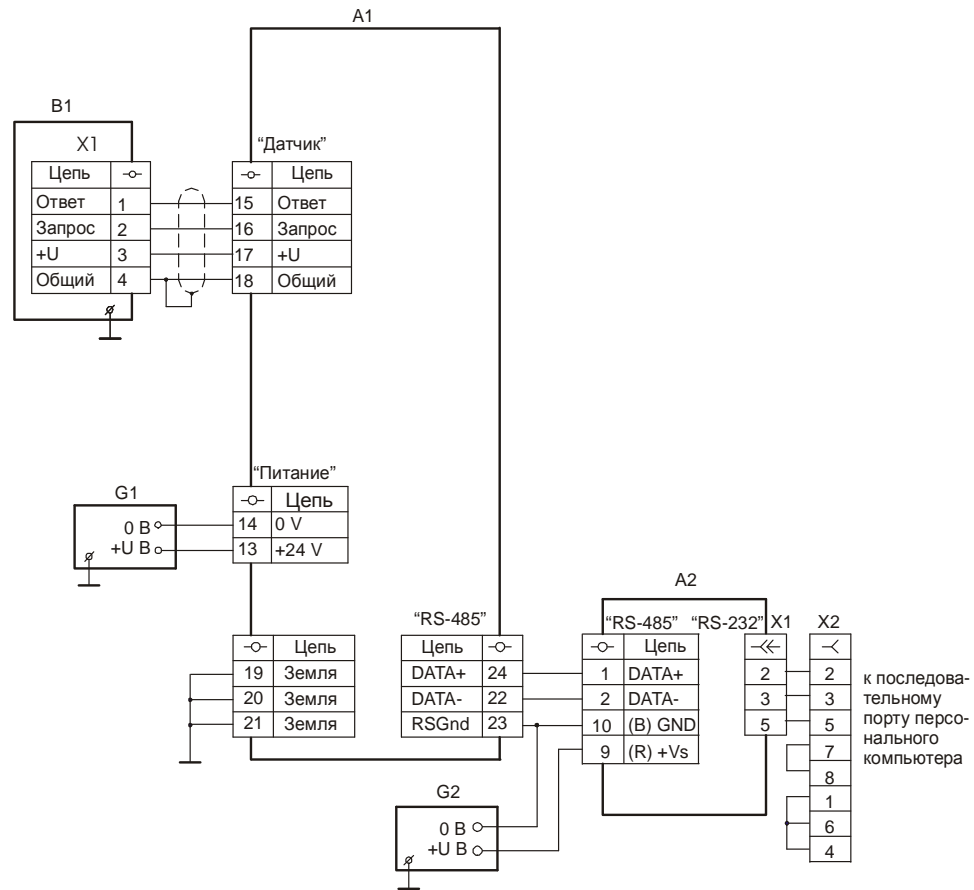 A1
B1
X1
"Датчик"
Цепь
Цепь
Ответ 1
15 Ответ
Запрос 2
16 Запрос
+U 3
17 +U
Общий 4
18 Общий
"Питание"
G1
Цепь
0 В
14 0 V
+U В
13 +24 V
A2
"RS-485"
"RS-485" "RS-232" X1 X2
Цепь
Цепь
Цепь
19 Земля
DATA+ 24
1 DATA+
2
2
20 Земля
DATA- 22
2 DATA-
3
3
21 Земля
RSGnd 23
10 (B) GND
5
5
9 (R) +Vs
7
8
1
6
4
к последова-
тельному
порту персо-
нального
компьютера
G2
0 В
+U В